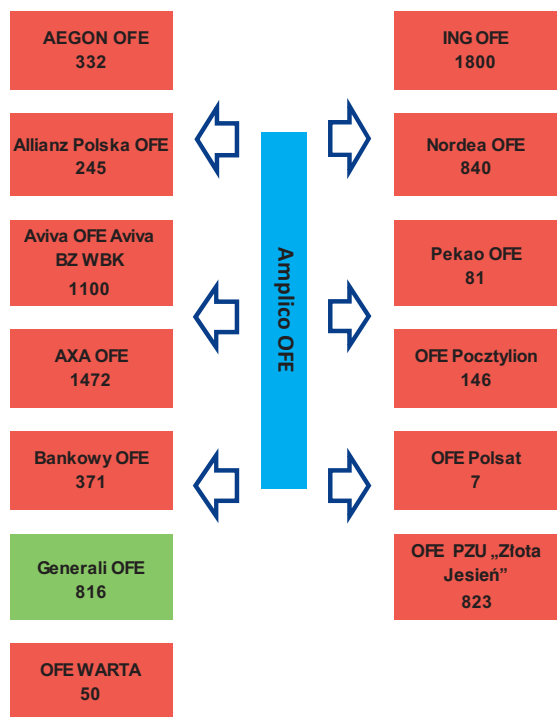 AEGON OFE
332
Allianz Polska OFE
245
Aviva OFE Aviva
BZ WBK
1100
AXA OFE
1472
Bankowy OFE
371
Generali OFE
816
OFE WARTA
50
Amplico OFE
ING OFE
1800
Nordea OFE
840
Pekao OFE
81
OFE Pocztylion
146
OFE Polsat
7
OFE PZU „Złota
Jesień”
823